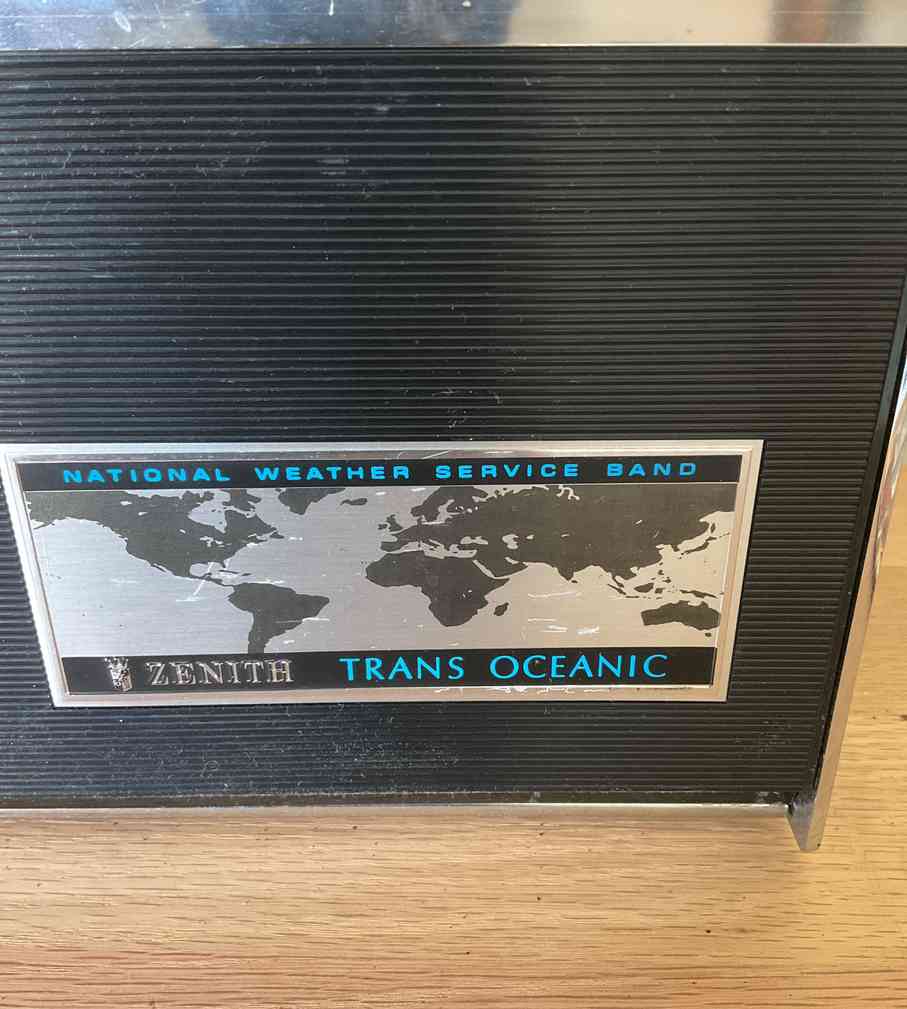 NATIONAL WEATHER SERVICE BAND
ZENITH TRANS OCEANIC